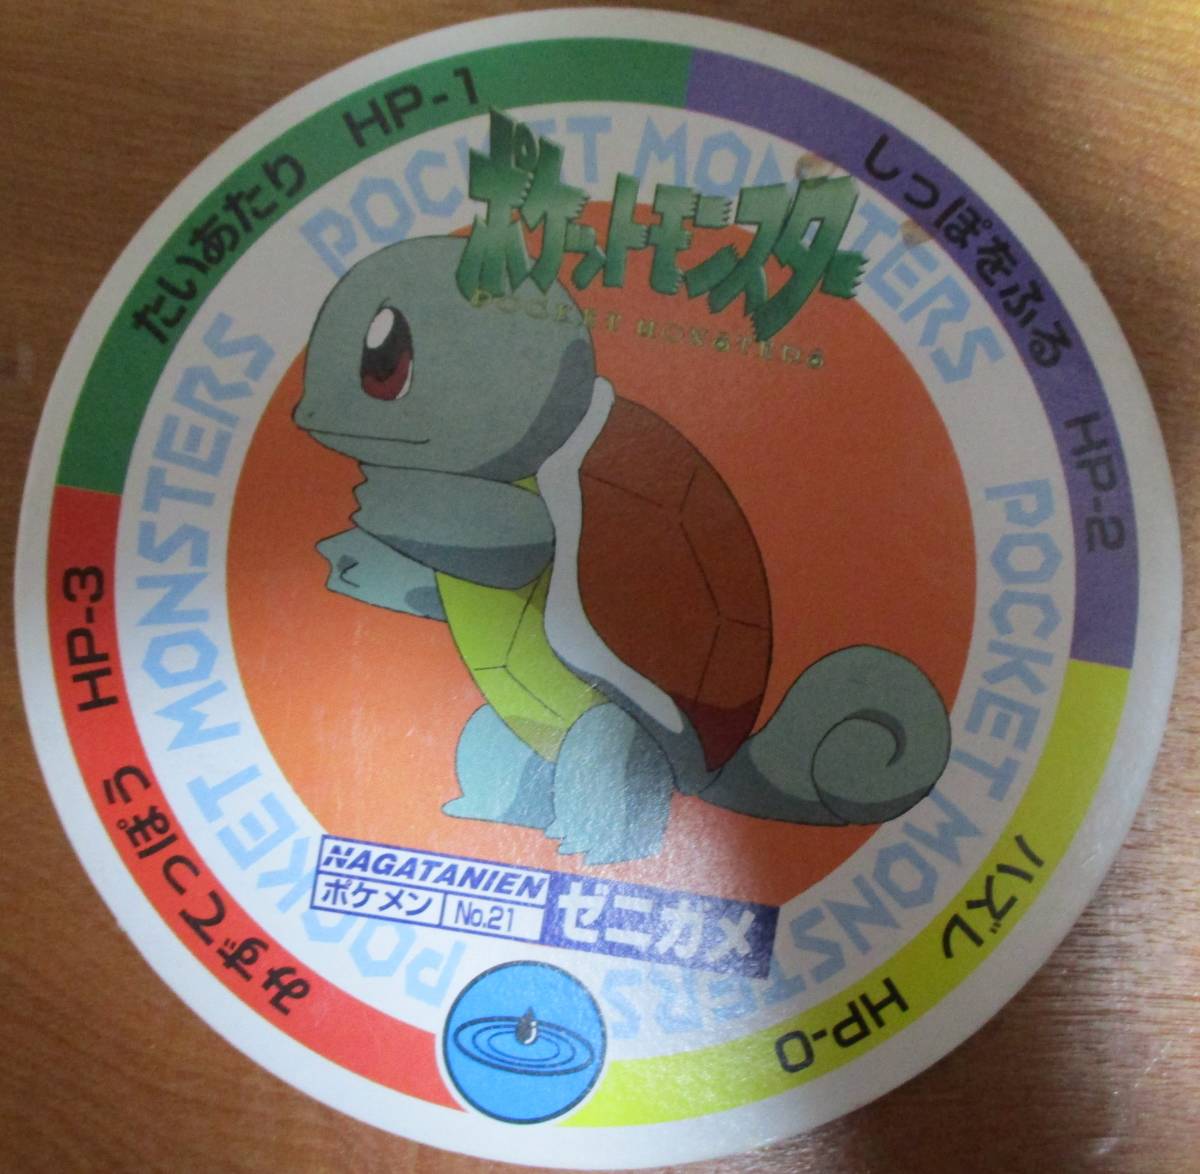 ポケットモンスター
POCKET MONSTERS
たいあたり HP-1
しっぽをふる HP-2
ハズレ HP-0
みずでっぽう HP-3
POCKET MONSTERS
POCKET MONSTERS
POCKET MONSTERS
NAGATANIEN
ポケメン No.21
ゼニガメ